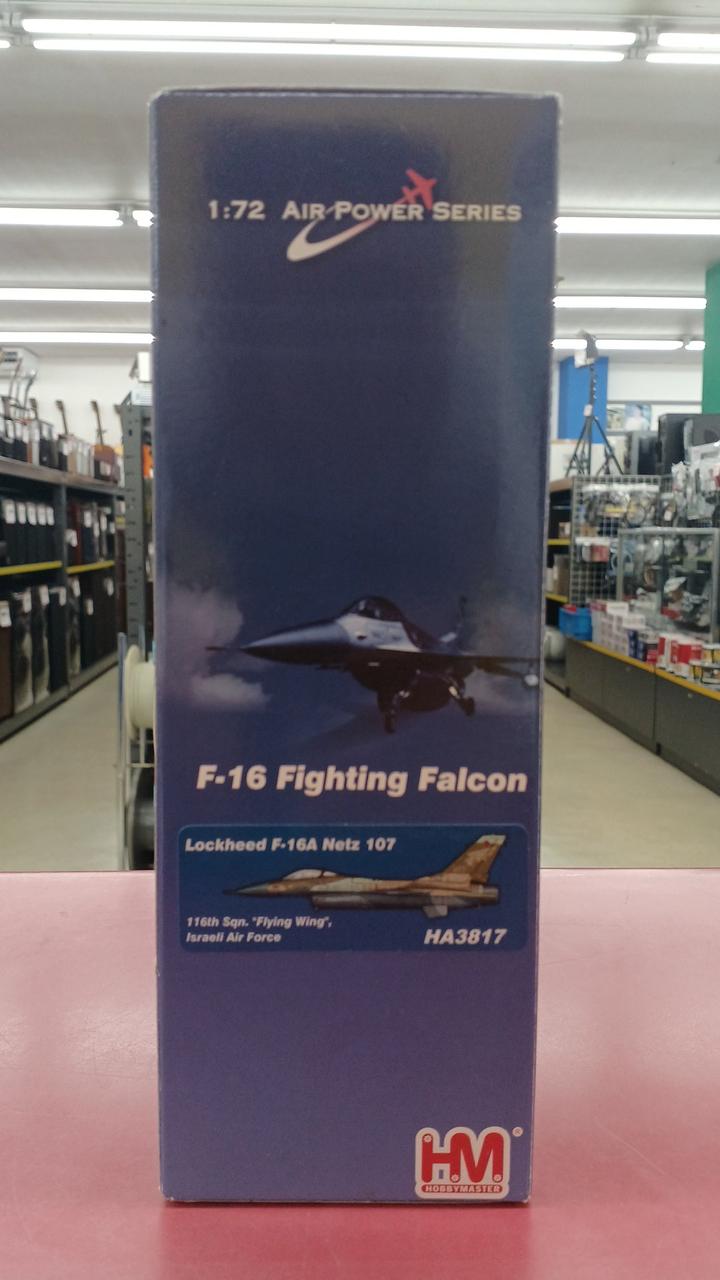 1:72 AIR POWER SERIES
F-16 Fighting Falcon
Lockheed F-16A Netz 107
116th Sqn. "Flying Wing",
Israeli Air Force
HA3817
HM
HOBBYMASTER